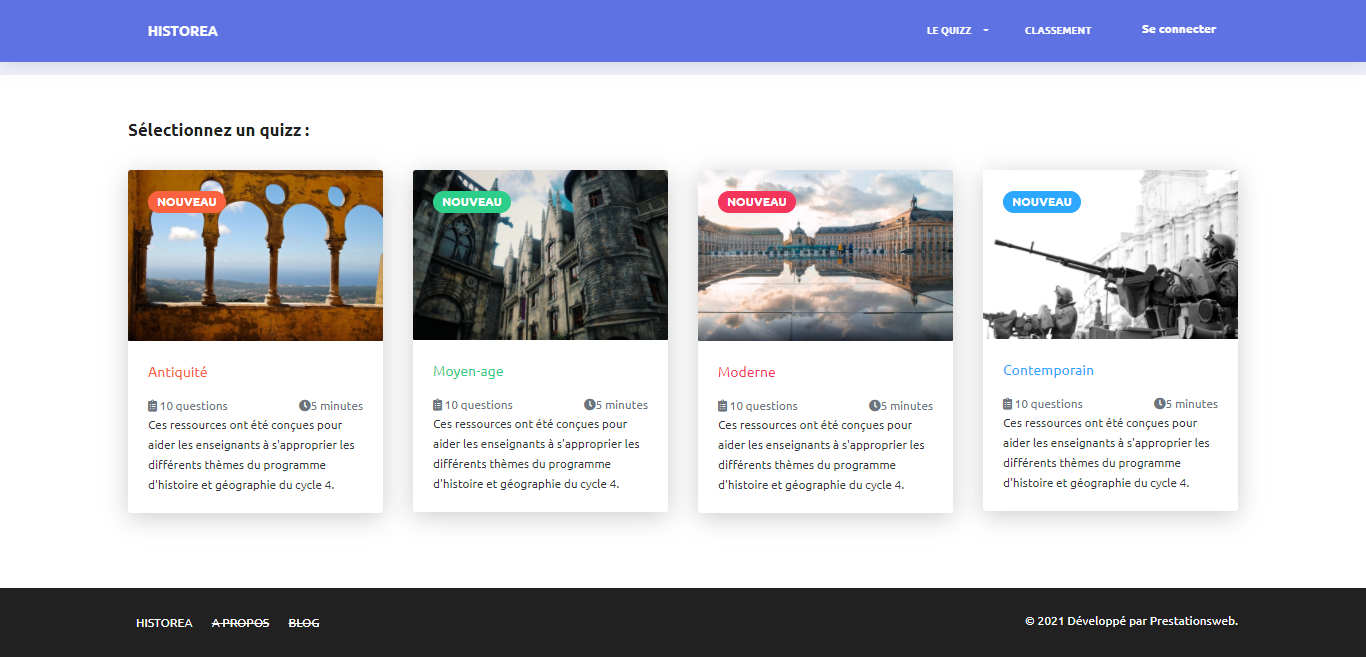 HISTOREA
LE QUIZZ
CLASSEMENT
Se connecter
Sélectionnez un quizz :
NOUVEAU
Antiquité
10 questions
5 minutes
Ces ressources ont été conçues pour
aider les enseignants à s'approprier les
différents thèmes du programme
d'histoire et géographie du cycle 4.
NOUVEAU
Moyen-age
10 questions
5 minutes
Ces ressources ont été conçues pour
aider les enseignants à s'approprier les
différents thèmes du programme
d'histoire et géographie du cycle 4.
NOUVEAU
Moderne
10 questions
5 minutes
Ces ressources ont été conçues pour
aider les enseignants à s'approprier les
différents thèmes du programme
d'histoire et géographie du cycle 4.
NOUVEAU
Contemporain
10 questions
5 minutes
Ces ressources ont été conçues pour
aider les enseignants à s'approprier les
différents thèmes du programme
d'histoire et géographie du cycle 4.
HISTOREA
A PROPOS
BLOG
© 2021 Développé par Prestationsweb.